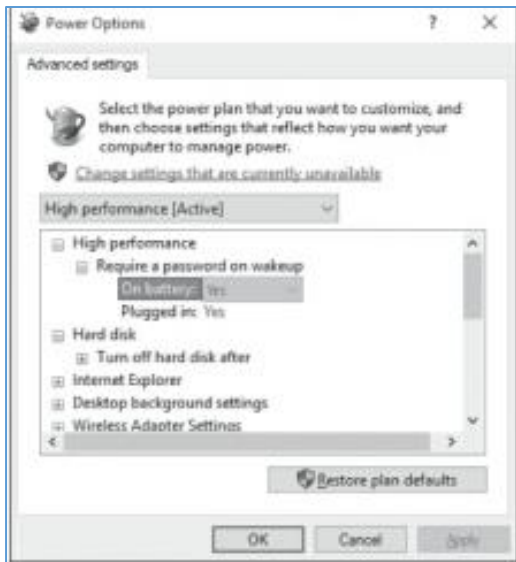 Power Options
Advanced settings
Select the power plan that you want to customize, and
then choose settings that reflect how you want your
computer to manage power.
Change settings that are currently unavailable
High performance [Active]
High performance
Require a password on wakeup
On battery: Yes
Plugged in: Yes
Hard disk
Turn off hard disk after
Internet Explorer
Desktop background settings
Wireless Adapter Settings
Restore plan defaults
OK
Cancel
Apply